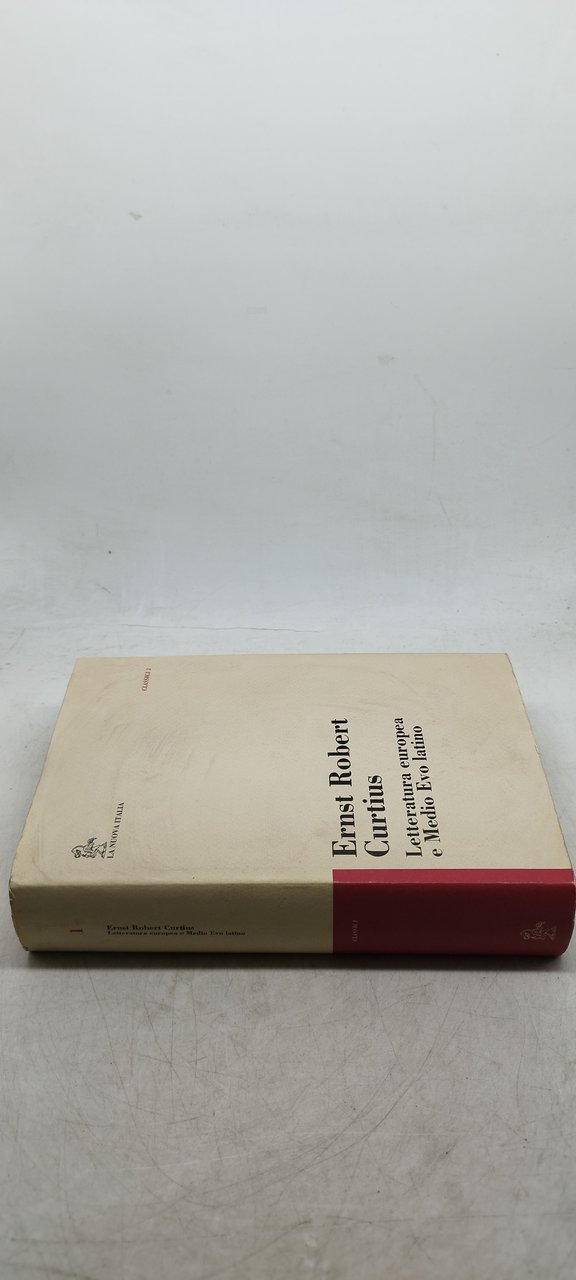 Ernst Robert
Curtius
Letteratura europea
e Medio Evo latino
LA NUOVA ITALIA
CLASSICI 2
1
Ernst Robert Curtius
Letteratura europea e Medio Evo latino
CLASSICI